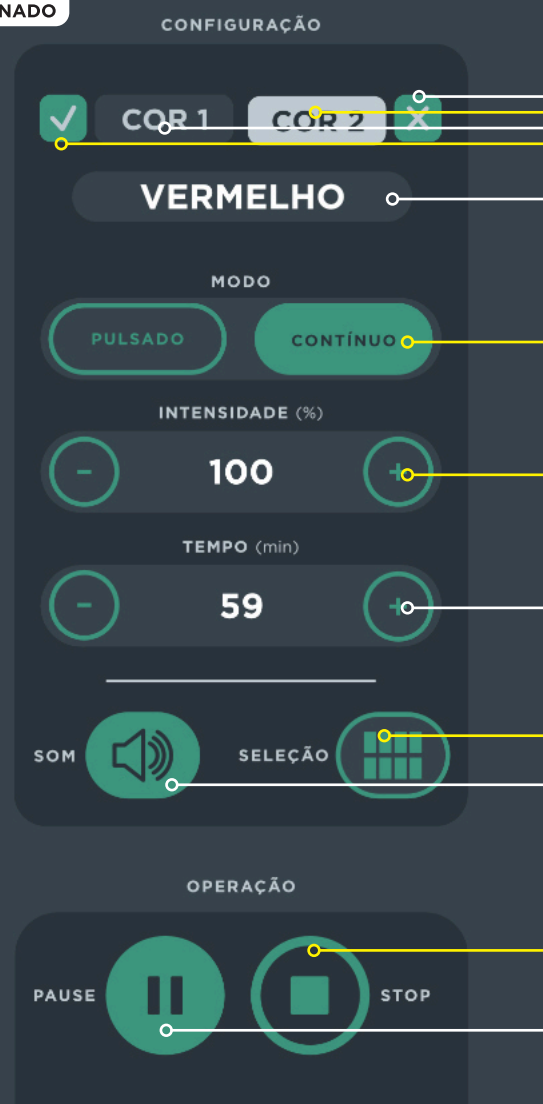 NADO
CONFIGURAÇÃO
COR 1 COR 2 X
VERMELHO
MODO
PULSADO CONTÍNUO
INTENSIDADE (%)
- 100 +
TEMPO (min)
- 59 +
SOM SELEÇÃO
OPERAÇÃO
PAUSE STOP